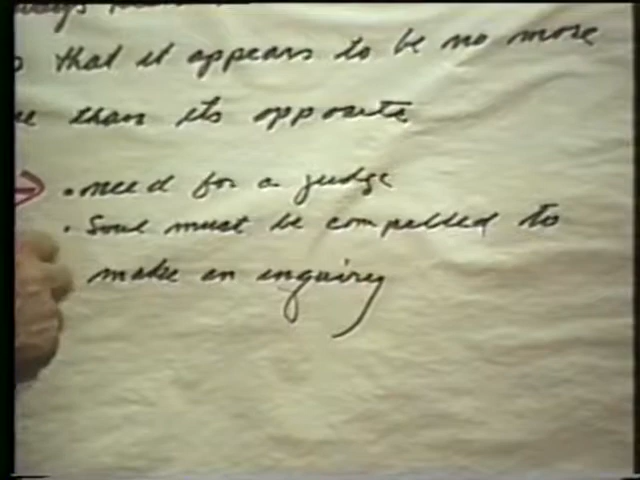 that it appears to be no more
than its opposite
• need for a judge
• Soul must be compelled to
make an inquiry